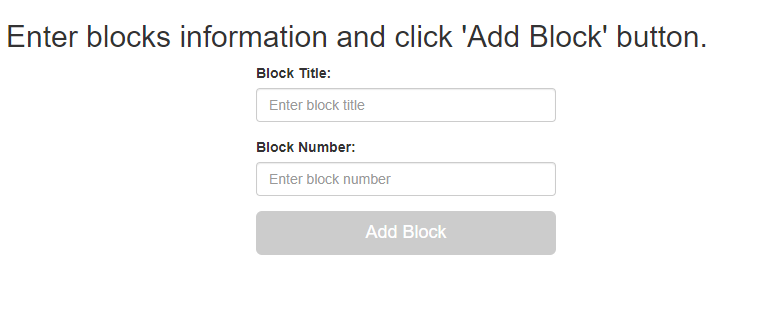 Enter blocks information and click 'Add Block' button.
Block Title:
Enter block title
Block Number:
Enter block number
Add Block